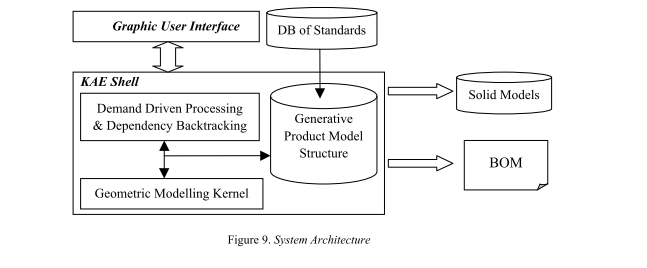 Graphic User Interface
DB of Standards
KAE Shell
Demand Driven Processing
& Dependency Backtracking
Generative
Product Model
Structure
Geometric Modelling Kernel
Solid Models
BOM
Figure 9. System Architecture